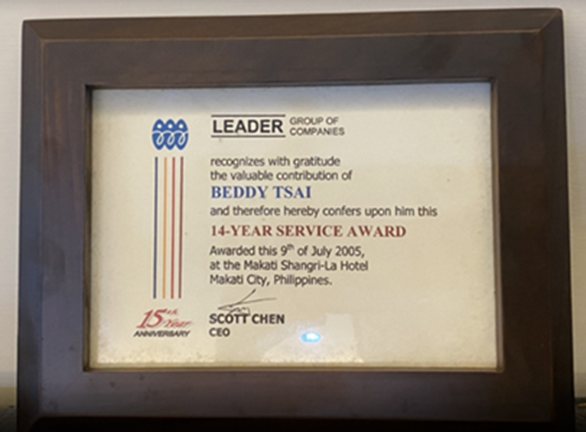 LEADER GROUP OF COMPANIES
recognizes with gratitude
the valuable contribution of
BEDDY TSAI
and therefore hereby confers upon him this
14-YEAR SERVICE AWARD
Awarded this 9th of July 2005,
at the Makati Shangri-La Hotel
Makati City, Philippines.
SCOTT CHEN
CEO
15th Year
ANNIVERSARY